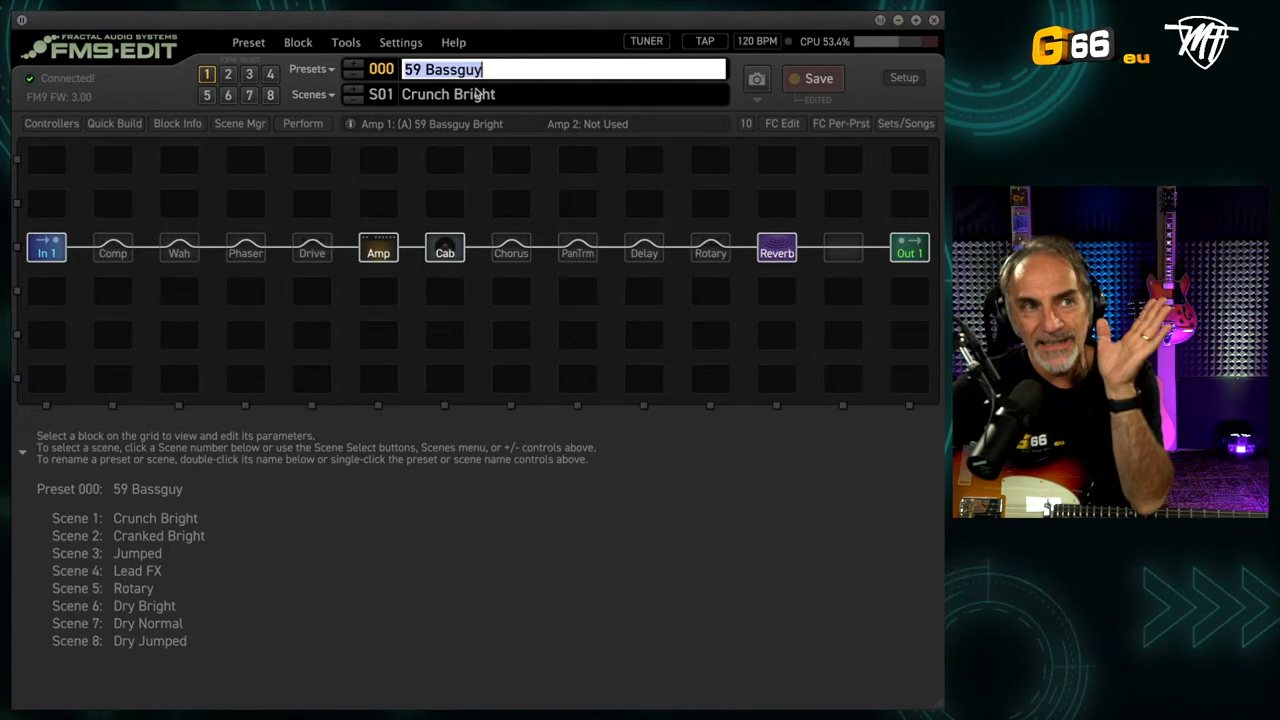 FRACTAL AUDIO SYSTEMS
FM9-EDIT
Preset Block Tools Settings Help
TUNER TAP 120 BPM CPU 53.4%
Connected!
FM9 FW: 3.00
SCENE SELECT
1 2 3 4
5 6 7 8
Presets 000 59 Bassguy
Scenes S01 Crunch Bright
Save
EDITED
Setup
Controllers Quick Build Block Info Scene Mgr Perform
Amp 1: (A) 59 Bassguy Bright Amp 2: Not Used
10 FC Edit FC Per-Prst Sets/Songs
In 1 Comp Wah Phaser Drive Amp Cab Chorus PanTrm Delay Rotary Reverb Out 1
Select a block on the grid to view and edit its parameters.
To select a scene, click a Scene number below or use the Scene Select buttons, Scenes menu, or +/- controls above.
To rename a preset or scene, double-click its name below or single-click the preset or scene name controls above.
Preset 000: 59 Bassguy
Scene 1: Crunch Bright
Scene 2: Cranked Bright
Scene 3: Jumped
Scene 4: Lead FX
Scene 5: Rotary
Scene 6: Dry Bright
Scene 7: Dry Normal
Scene 8: Dry Jumped
G66 eu
G66 eu